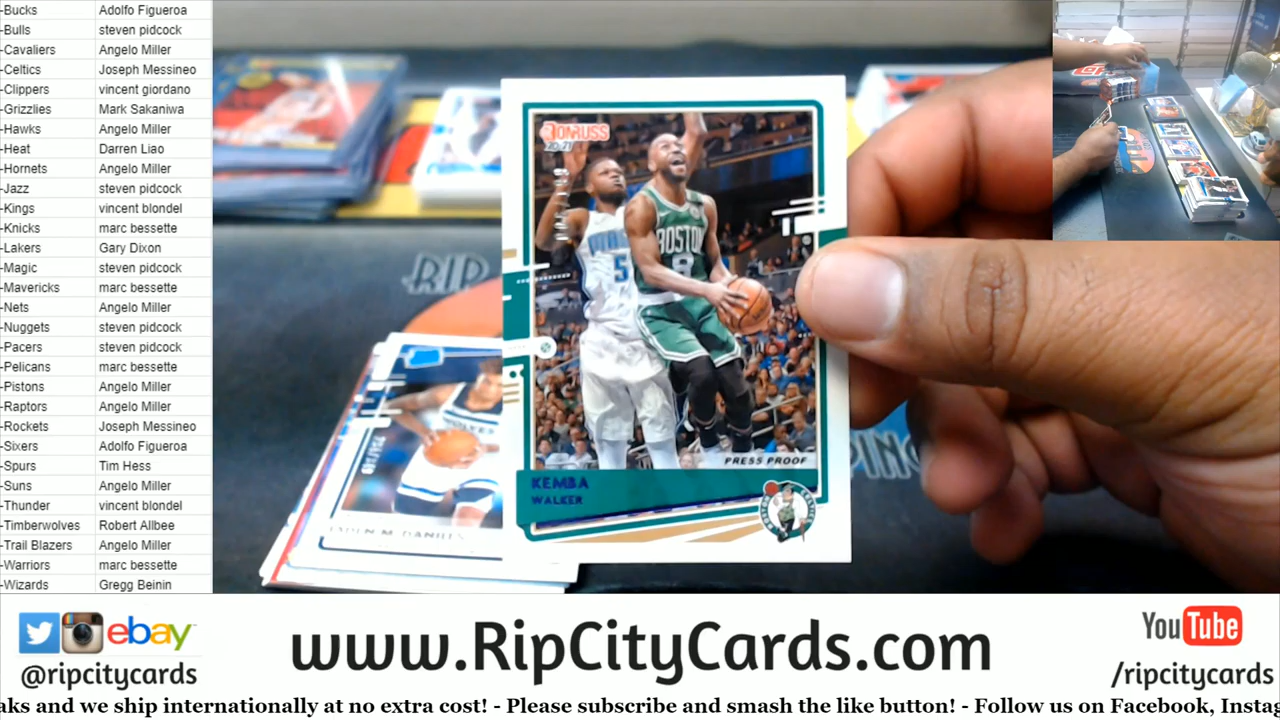 -Bucks Adolfo Figueroa
-Bulls steven pidcock
-Cavaliers Angelo Miller
-Celtics Joseph Messineo
-Clippers vincent giordano
-Grizzlies Mark Sakaniwa
-Hawks Angelo Miller
-Heat Darren Liao
-Hornets Angelo Miller
-Jazz steven pidcock
-Kings vincent blondel
-Knicks marc bessette
-Lakers Gary Dixon
-Magic steven pidcock
-Mavericks marc bessette
-Nets Angelo Miller
-Nuggets steven pidcock
-Pacers steven pidcock
-Pelicans marc bessette
-Pistons Angelo Miller
-Raptors Angelo Miller
-Rockets Joseph Messineo
-Sixers Adolfo Figueroa
-Spurs Tim Hess
-Suns Angelo Miller
-Thunder vincent blondel
-Timberwolves Robert Allbee
-Trail Blazers Angelo Miller
-Warriors marc bessette
-Wizards Gregg Beinin
DONRUSS
20-21
BOSTON
8
5
PRESS PROOF
KEMBA
WALKER
RIP
PING
WOLVES
ebay
@ripcitycards
www.RipCityCards.com
YouTube
/ripcitycards
aks and we ship internationally at no extra cost! - Please subscribe and smash the like button! - Follow us on Facebook, Instag